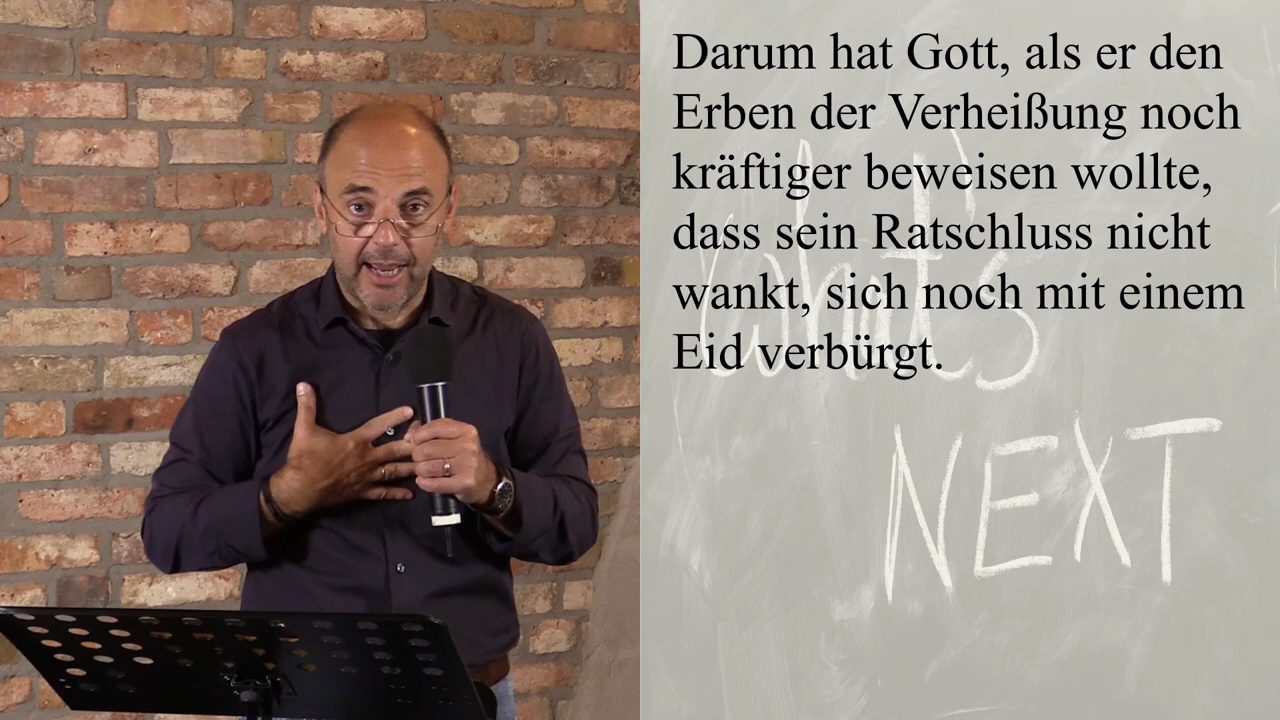 Darum hat Gott, als er den
Erben der Verheißung noch
kräftiger beweisen wollte,
dass sein Ratschluss nicht
wankt, sich noch mit einem
Eid verbürgt.
What's
NEXT